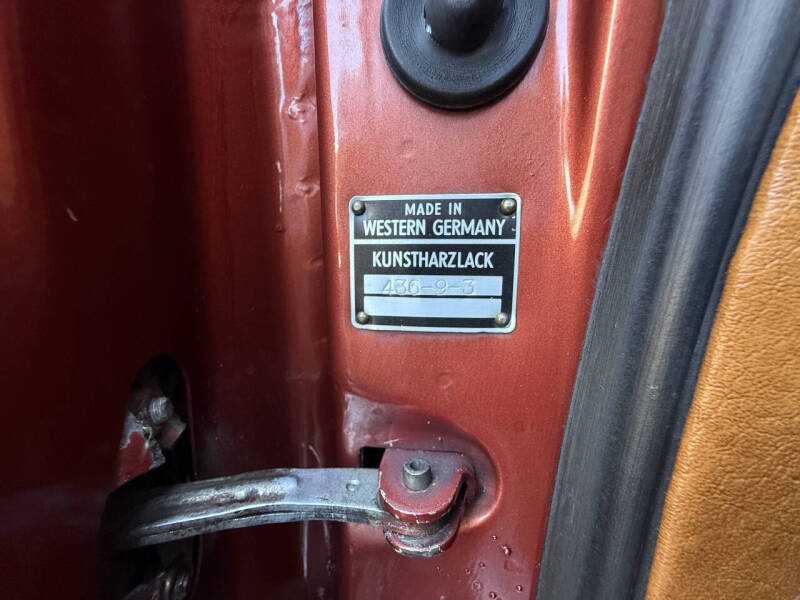 MADE IN
WESTERN GERMANY
KUNSTHARZLACK
436-9-3